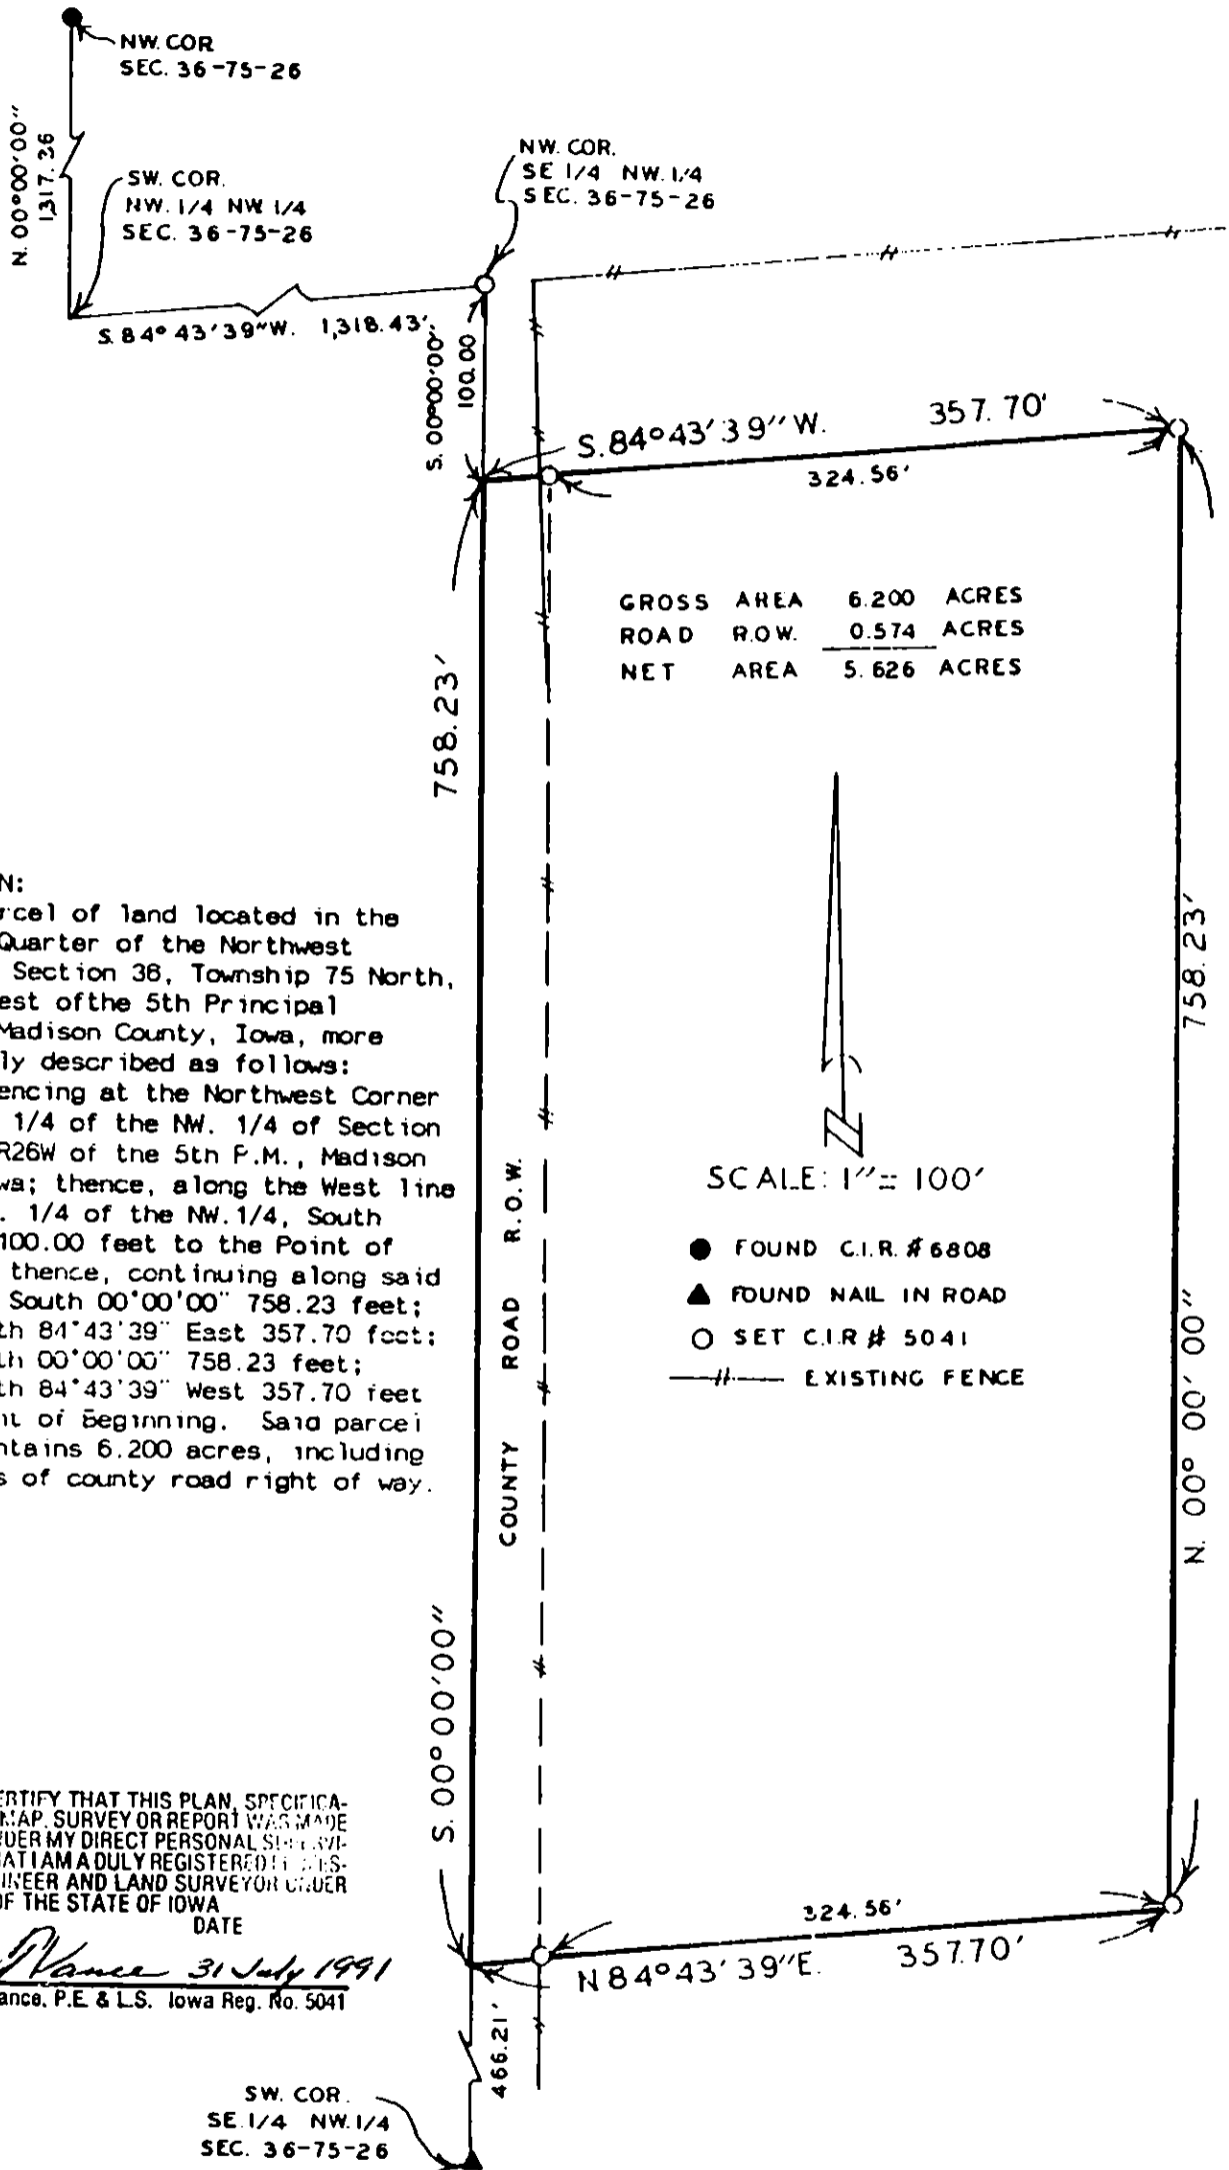 NW. COR
SEC. 36-75-26
N. 00°00'00"
1317.26
SW. COR.
NW. 1/4 NW 1/4
SEC. 36-75-26
NW. COR.
SE 1/4 NW. 1/4
SEC. 36-75-26
S. 84° 43' 39" W. 1,318.43'
S. 00°00'00"
100.00
S. 84° 43' 39" W. 357.70'
324.56'
GROSS AREA 6.200 ACRES
ROAD R.O.W. 0.574 ACRES
NET AREA 5.626 ACRES
758.23'
N:
rcel of land located in the
Quarter of the Northwest
Section 36, Township 75 North,
est ofthe 5th Principal
Madison County, Iowa, more
ly described as follows:
encing at the Northwest Corner
1/4 of the NW. 1/4 of Section
R26W of the 5th P.M., Madison
wa; thence, along the West line
. 1/4 of the NW.1/4, South
100.00 feet to the Point of
thence, continuing along said
South 00°00'00" 758.23 feet;
th 84°43'39" East 357.70 feet;
th 00°00'00" 758.23 feet;
th 84°43'39" West 357.70 feet
nt of Beginning. Said parcel
ntains 6.200 acres, including
s of county road right of way.
COUNTY ROAD R.O.W.
N
SCALE: 1" = 100'
FOUND C.I.R. # 6808
FOUND NAIL IN ROAD
SET C.I.R # 5041
EXISTING FENCE
758.23'
N. 00° 00' 00"
S. 00° 00' 00"
ERTIFY THAT THIS PLAN, SPECIFICA-
MAP, SURVEY OR REPORT WAS MADE
DER MY DIRECT PERSONAL
AT I AM A DULY REGISTERED
INEER AND LAND SURVEYOR UNDER
OF THE STATE OF IOWA
DATE
Vance 31 July 1991
ance, P.E. & L.S. Iowa Reg. No. 5041
324.56'
N 84° 43' 39" E. 357.70'
466.21'
SW. COR.
SE. 1/4 NW. 1/4
SEC. 36-75-26